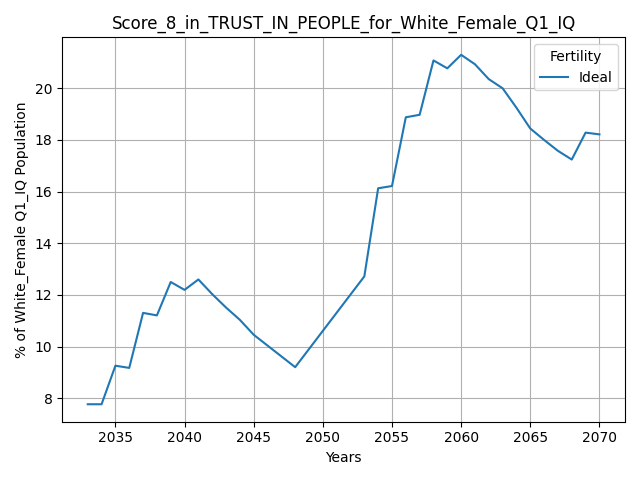 Score_8_in_TRUST_IN_PEOPLE_for_White_Female_Q1_IQ
Fertility
Ideal
% of White_Female Q1_IQ Population
20
18
16
14
12
10
8
2035 2040 2045 2050 2055 2060 2065 2070
Years